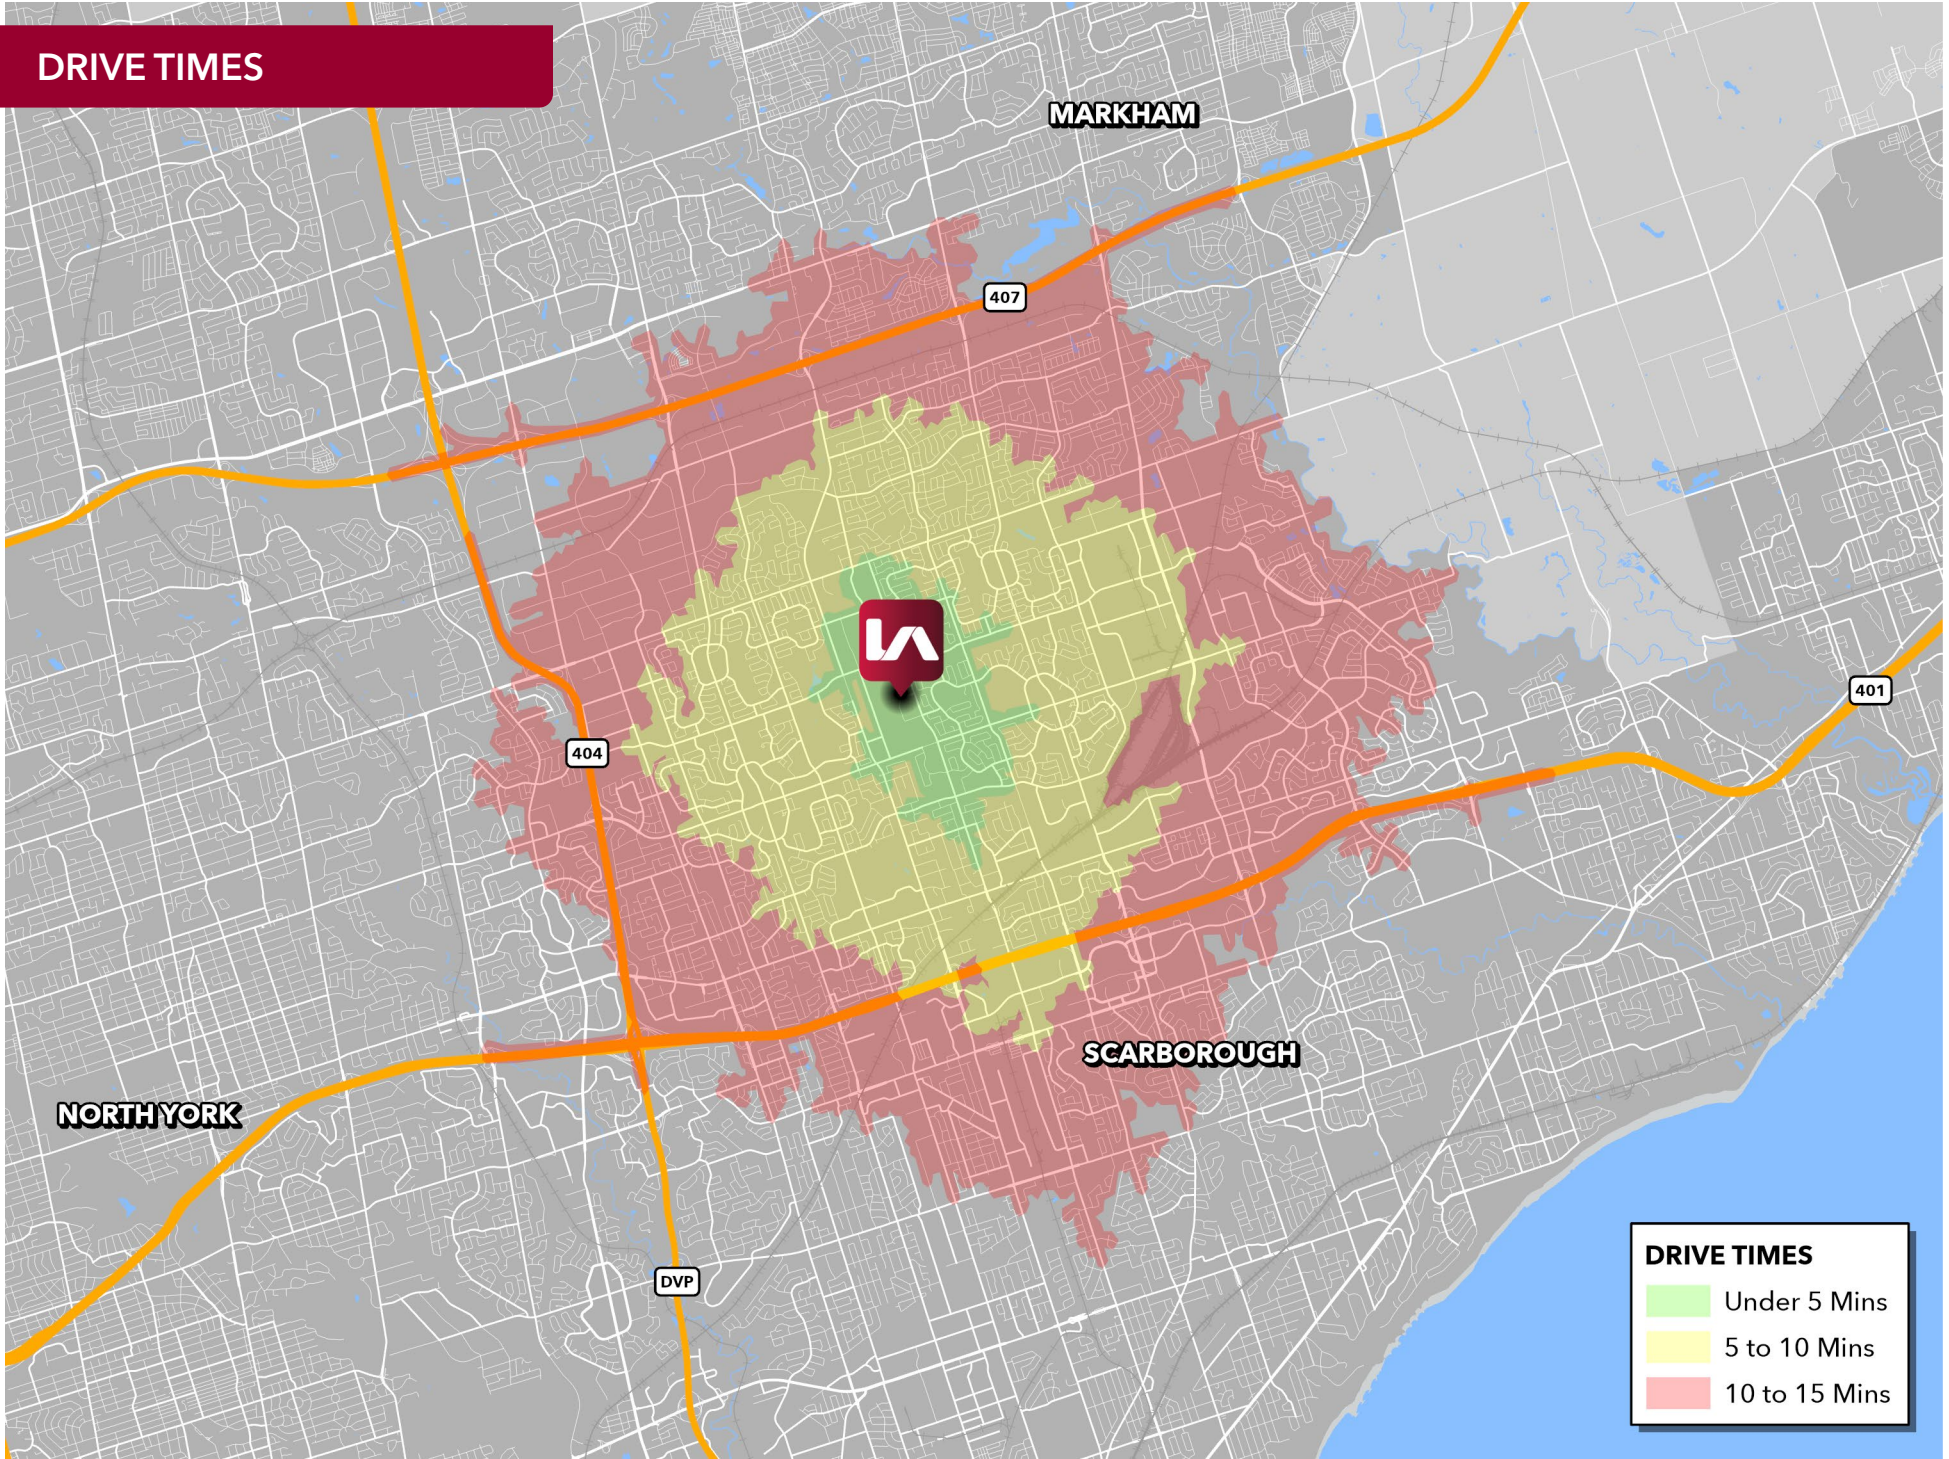 DRIVE TIMES
MARKHAM
407
401
404
SCARBOROUGH
NORTH YORK
DVP
DRIVE TIMES
Under 5 Mins
5 to 10 Mins
10 to 15 Mins